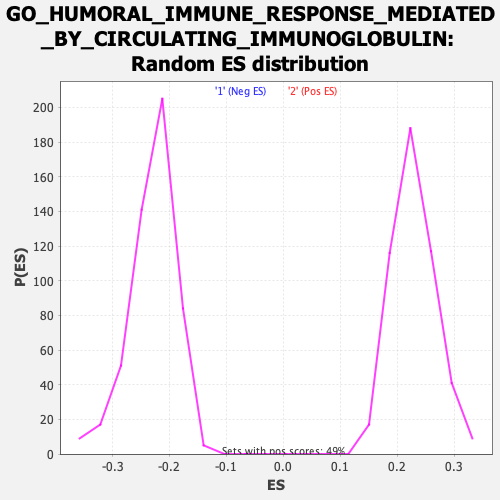 GO_HUMORAL_IMMUNE_RESPONSE_MEDIATED
_BY_CIRCULATING_IMMUNOGLOBULIN:
Random ES distribution
'1' (Neg ES) '2' (Pos ES)
200
180
160
140
120
100
80
60
40
20
0
P(ES)
Sets with pos scores: 49%
-0.3 -0.2 -0.1 0.0 0.1 0.2 0.3
ES